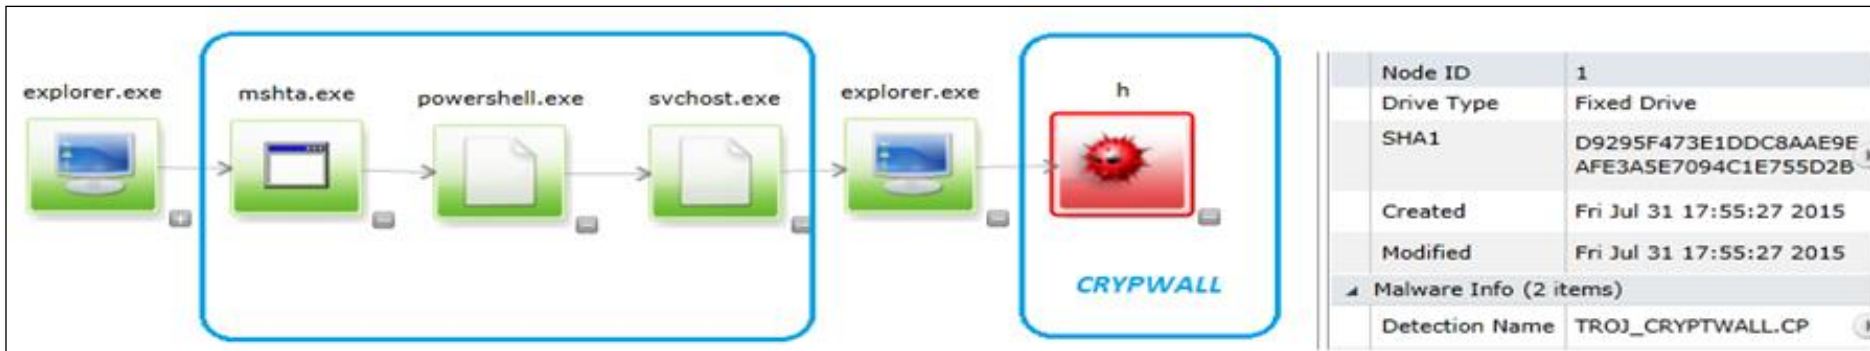 explorer.exe
mshta.exe
powershell.exe
svchost.exe
explorer.exe
h
CRYPWALL
Node ID 1
Drive Type Fixed Drive
SHA1 D9295F473E1DDC8AAE9E
AFE3A5E7094C1E755D2B
Created Fri Jul 31 17:55:27 2015
Modified Fri Jul 31 17:55:27 2015
Malware Info (2 items)
Detection Name TROJ_CRYPTWALL.CP